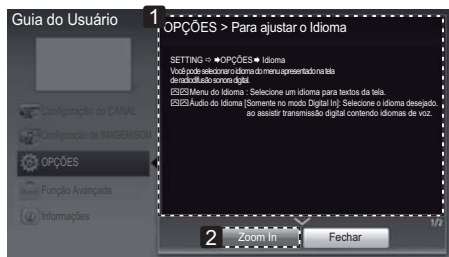 Guia do Usuário
1
OPÇÕES > Para ajustar o Idioma
SETTING ⇨ ➡OPÇÕES➡ Idioma
Você pode selecionar o idioma do menu apresentado na tela
de radiodifusão sonora digital.
Menu do Idioma : Selecione um idioma para textos da tela.
Áudio do Idioma [Somente no modo Digital In]: Selecione o idioma desejado.
ao assistir transmissão digital contendo idiomas de voz.
Configuração do CANAL
Configuração de IMAGEM/SOM
OPÇÕES
Função Avançada
Informações
1/2
2
Zoom In
Fechar